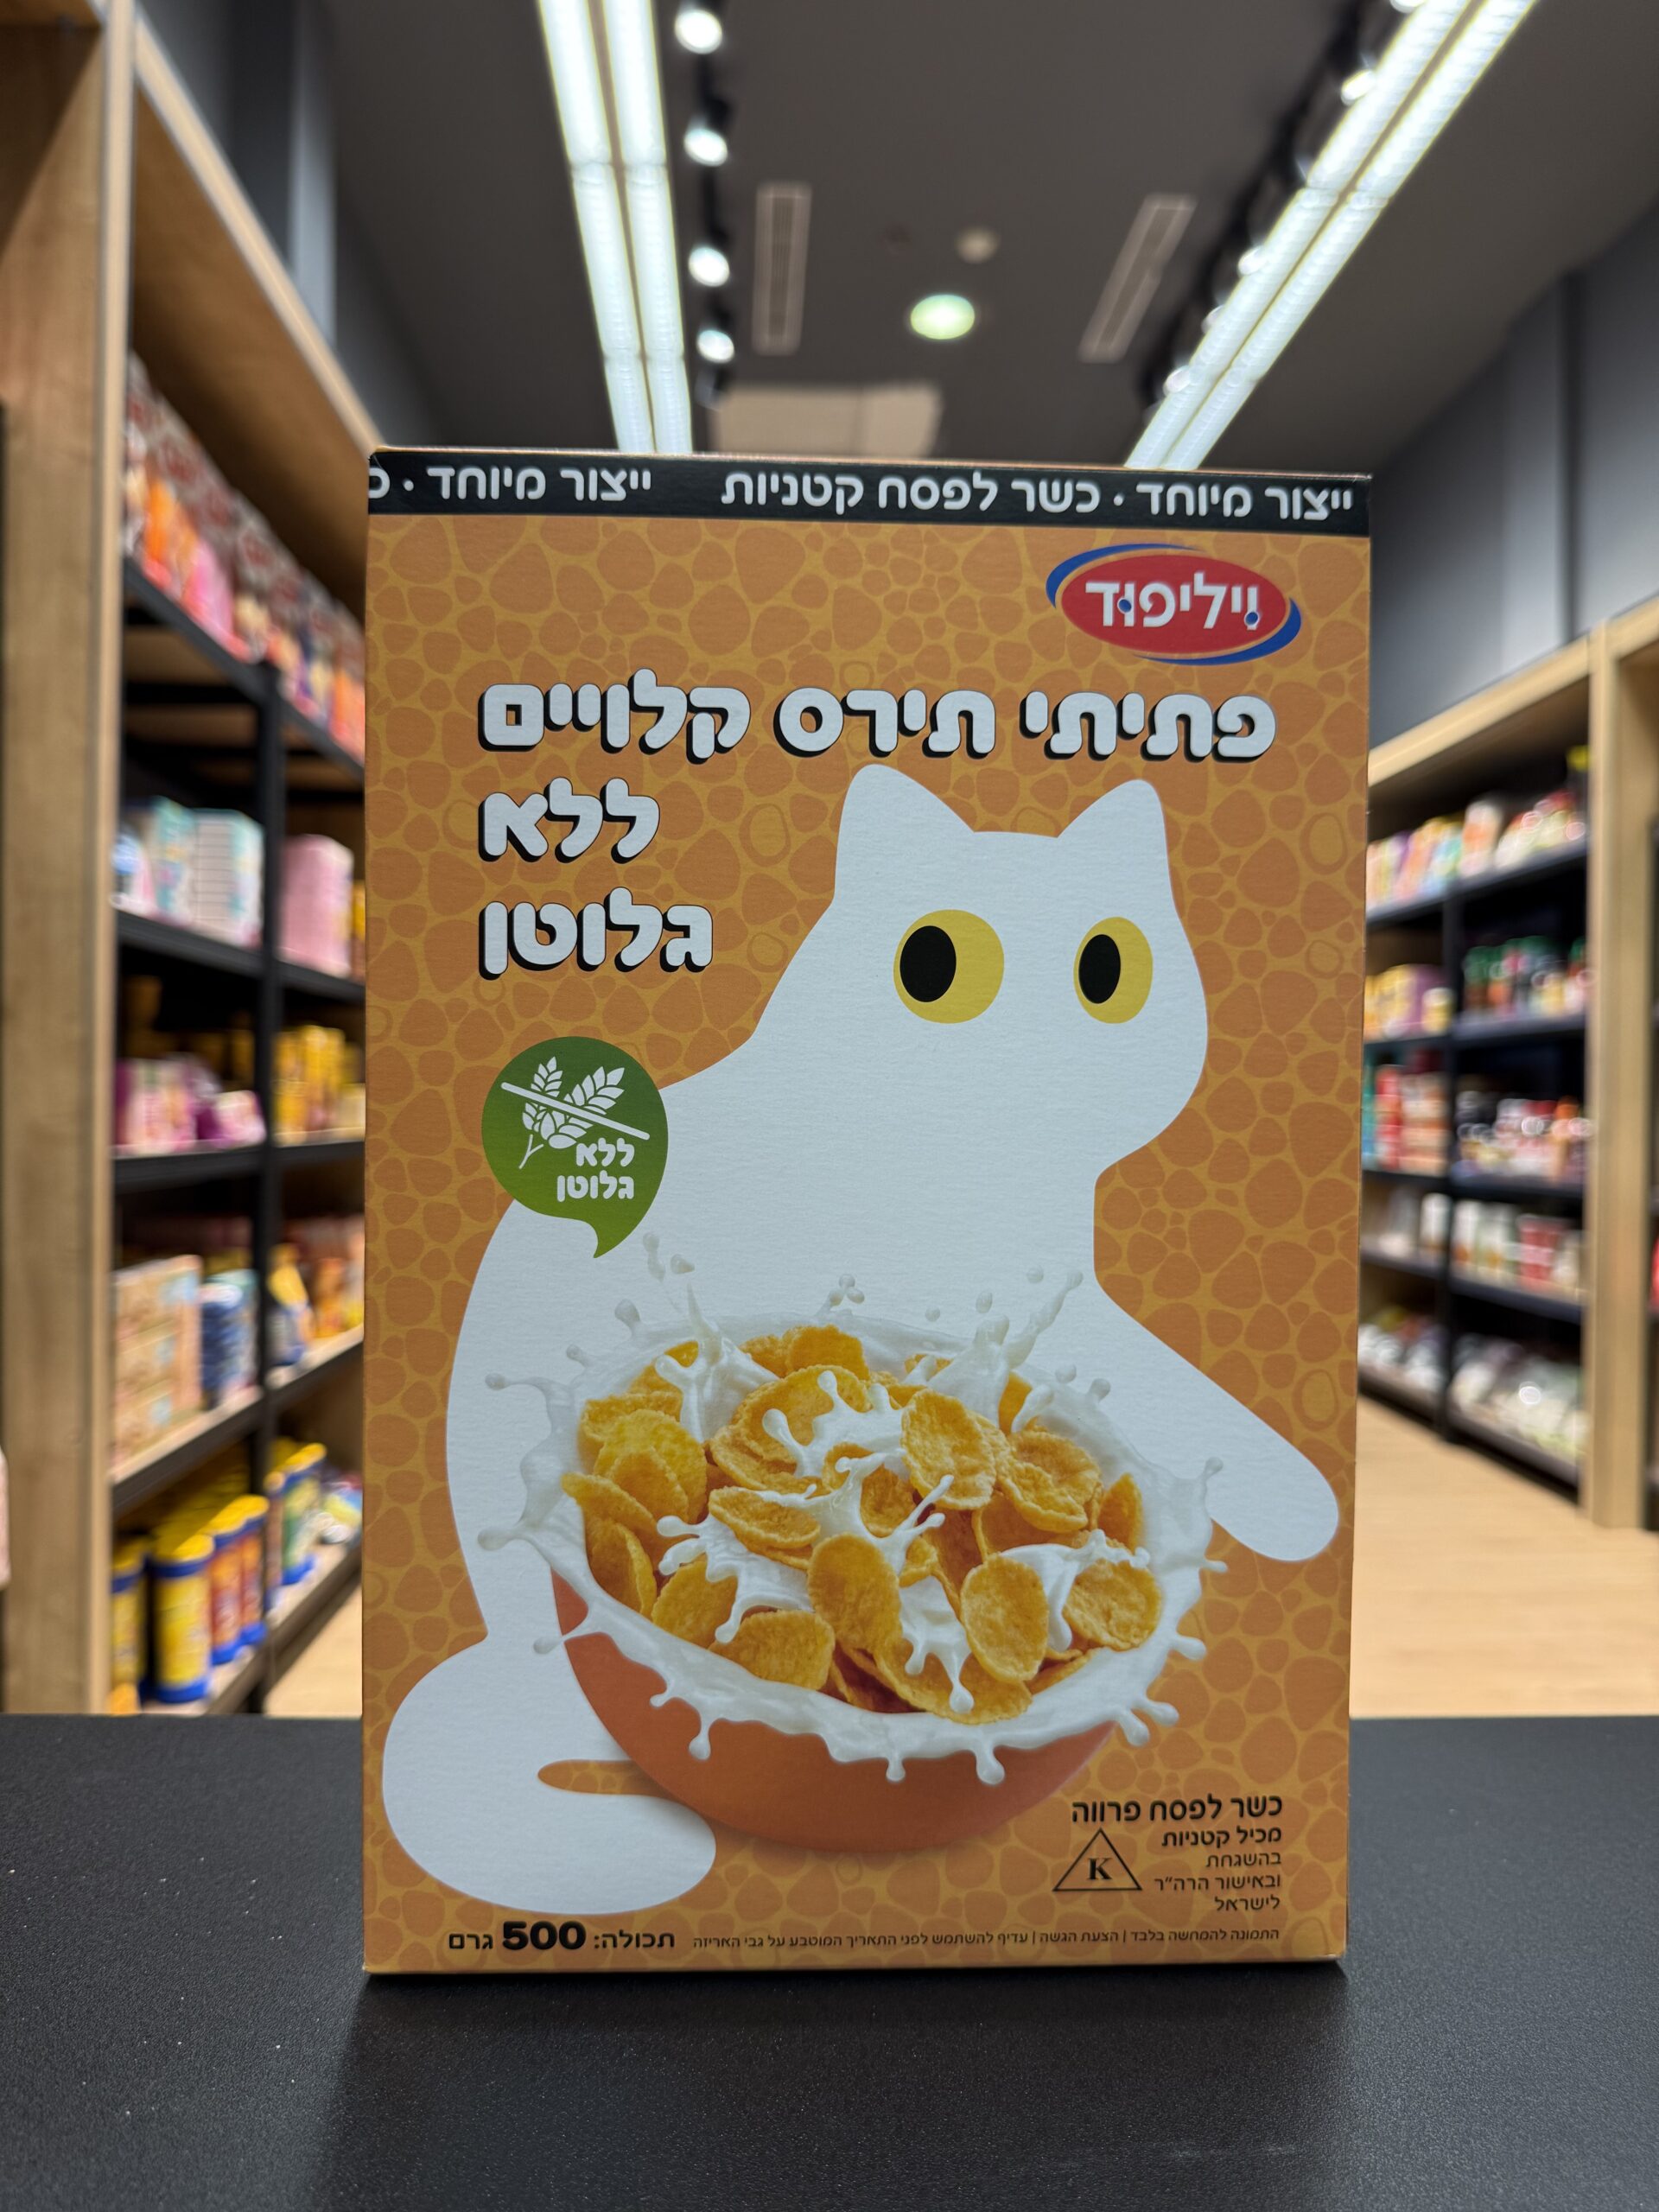 ייצור מיוחד • כשר לפסח קטניות ייצור מיוחד •
ויליפוד
פתיתי תירס קלויים
ללא
גלוטן
ללא
גלוטן
כשר לפסח פרווה
מכיל קטניות
בהשגחת
ובאישור הרה"ר
לישראל
K
התמונה להמחשה בלבד | הצעת הגשה | עדיף להשתמש לפני התאריך המוטבע על גבי האריזה
תכולה: 500 גרם